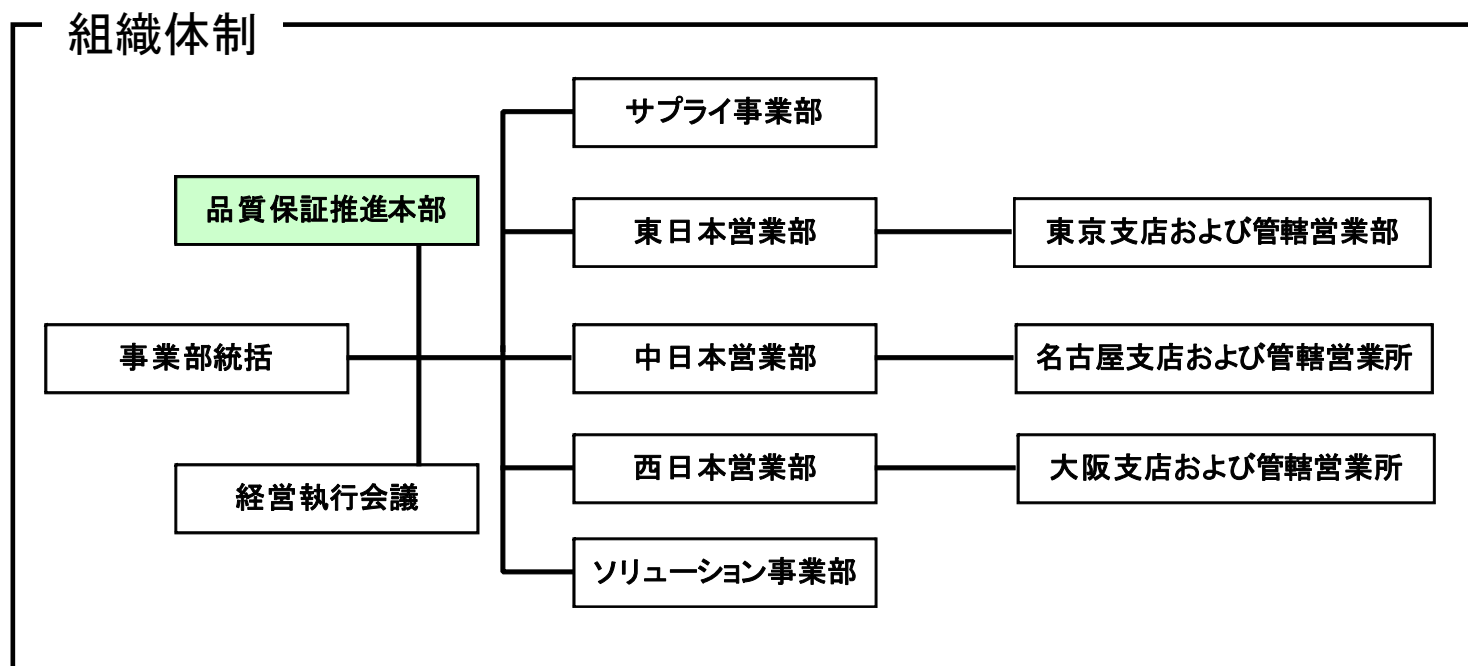 組織体制
サプライ事業部
品質保証推進本部
東日本営業部
東京支店および管轄営業部
事業部統括
中日本営業部
名古屋支店および管轄営業所
西日本営業部
大阪支店および管轄営業所
経営執行会議
ソリューション事業部